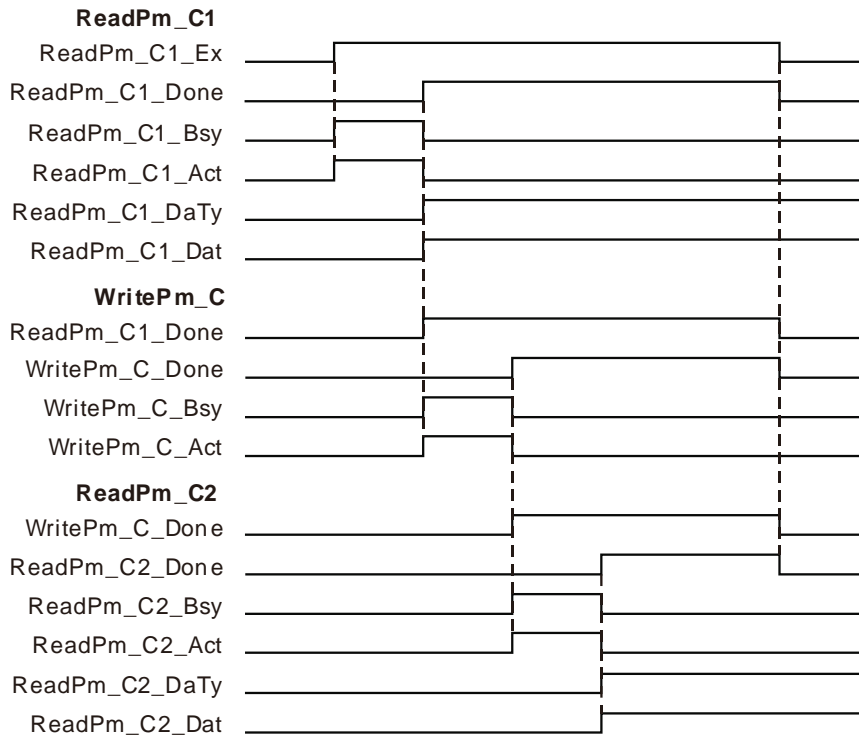 ReadPm_C1
ReadPm_C1_Ex
ReadPm_C1_Done
ReadPm_C1_Bsy
ReadPm_C1_Act
ReadPm_C1_DaTy
ReadPm_C1_Dat
WritePm_C
ReadPm_C1_Done
WritePm_C_Done
WritePm_C_Bsy
WritePm_C_Act
ReadPm_C2
WritePm_C_Done
ReadPm_C2_Done
ReadPm_C2_Bsy
ReadPm_C2_Act
ReadPm_C2_DaTy
ReadPm_C2_Dat